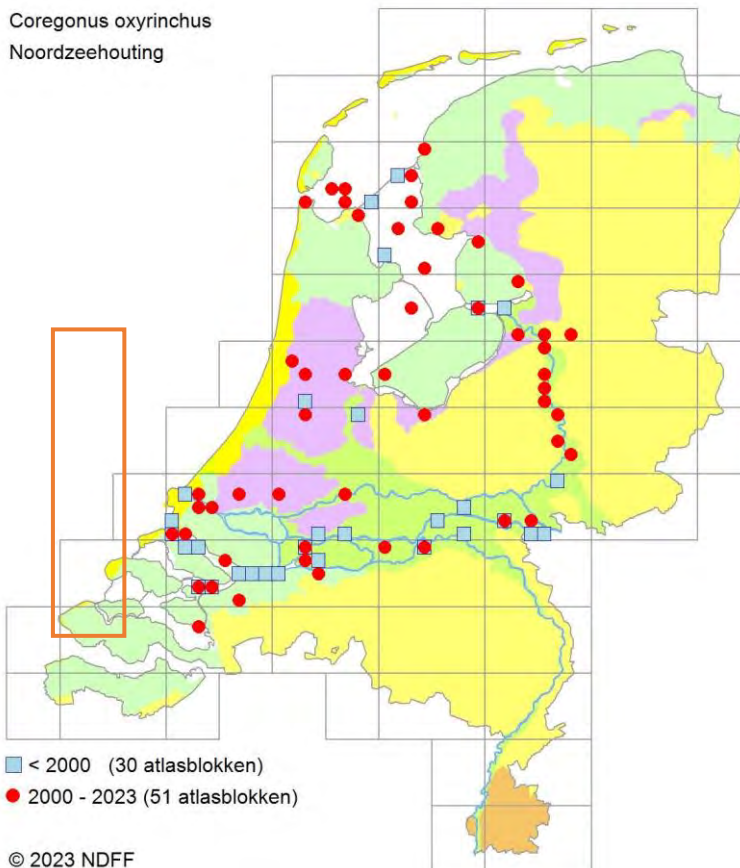 Coregonus oxyrinchus
Noordzeehouting
< 2000 (30 atlasblokken)
2000 - 2023 (51 atlasblokken)
© 2023 NDFF